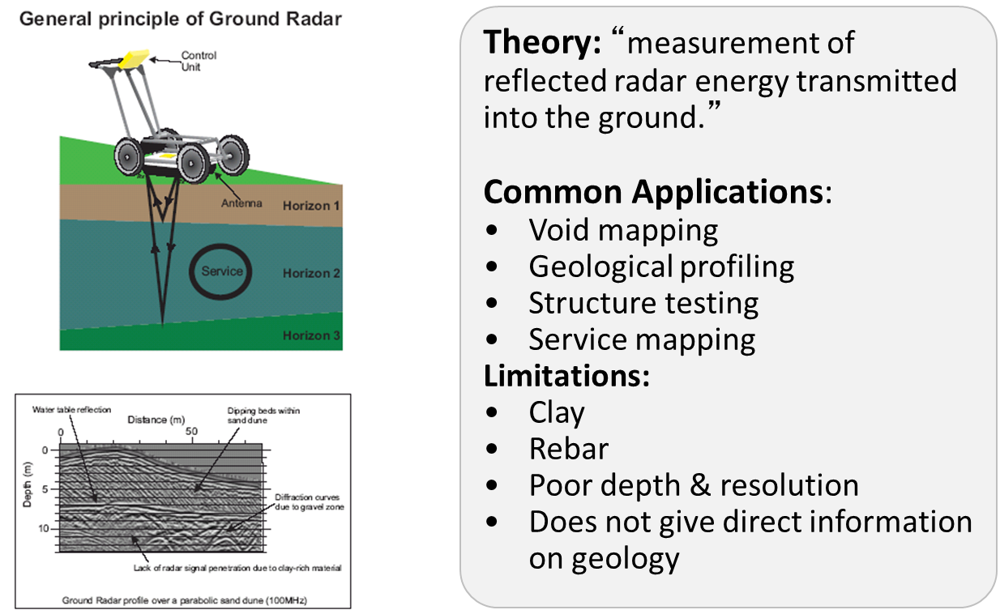 General principle of Ground Radar
Control
Unit
Antenna
Horizon 1
Service
Horizon 2
Horizon 3
Water table reflection
Dipping beds within
sand dune
Distance (m)
0
50
0
5
10
Depth (m)
Diffraction curves
due to gravel zone
Lack of radar signal penetration due to clay-rich material
Ground Radar profile over a parabolic sand dune (100MHz)
Theory: “measurement of
reflected radar energy transmitted
into the ground.”
Common Applications:
• Void mapping
• Geological profiling
• Structure testing
• Service mapping
Limitations:
• Clay
• Rebar
• Poor depth & resolution
• Does not give direct information
on geology